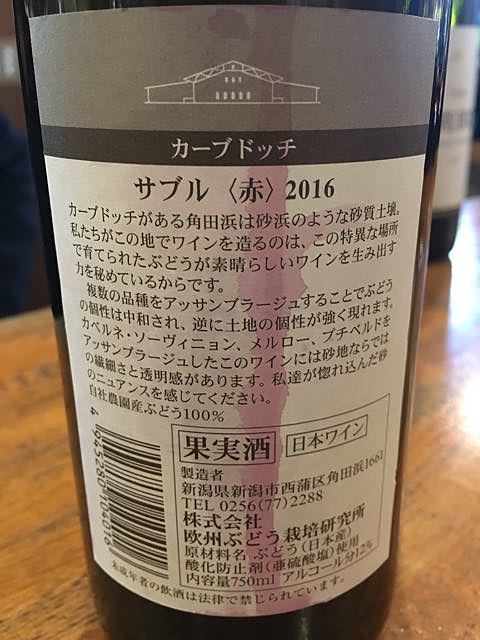 カーブドッチ
サブル〈赤〉2016
カーブドッチがある角田浜は砂浜のような砂質土壌。
私たちがこの地でワインを造るのは、この特異な場所
で育てられたぶどうが素晴らしいワインを生み出す
力を秘めているからです。
複数の品種をアッサンブラージュすることでぶどう
の個性は中和され、逆に土地の個性が強く現れます。
カベルネ・ソーヴィニョン、メルロー、プチベルドを
アッサンブラージュしたこのワインには砂地ならでは
の繊細さと透明感があります。私達が惚れ込んだ砂
のニュアンスを感じてください。
自社農園産ぶどう100%
果実酒
日本ワイン
製造者
新潟県新潟市西蒲区角田浜1661
TEL 0256(77)2288
株式会社
欧州ぶどう栽培研究所
原材料名 ぶどう(日本産)
酸化防止剤(亜硫酸塩)使用
内容量750ml アルコール分12%
未成年者の飲酒は法律で禁じられています。